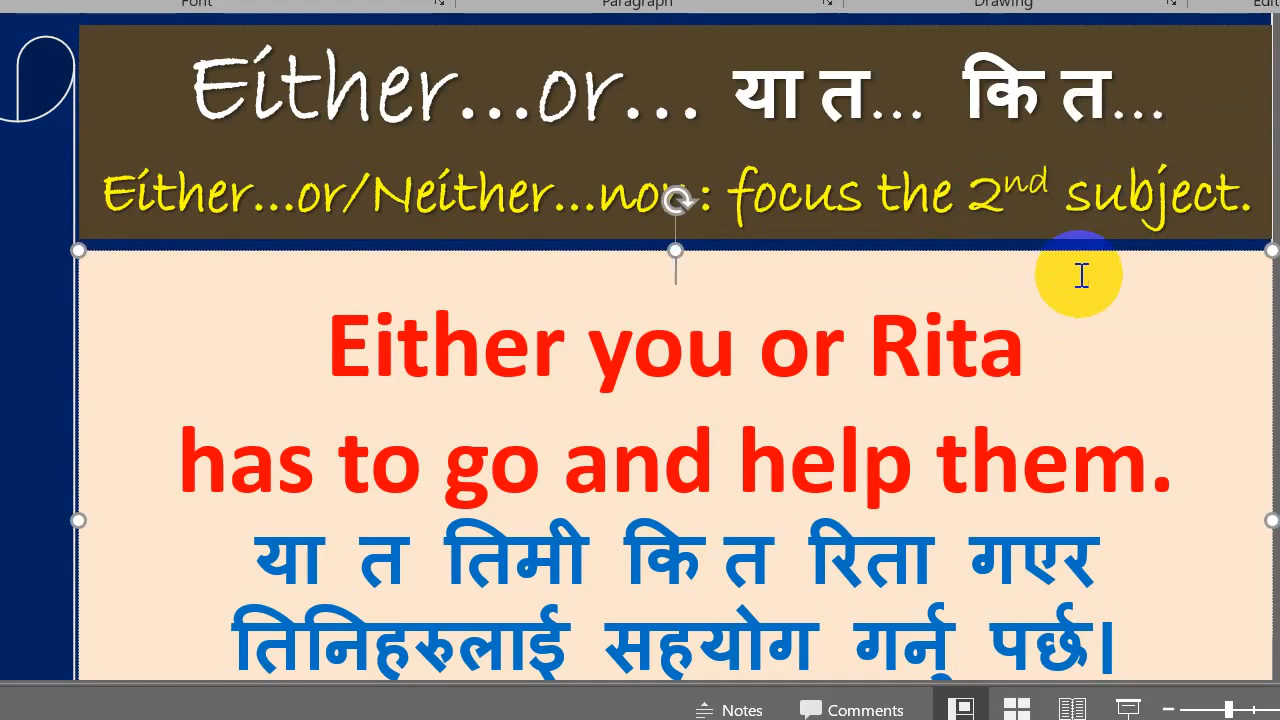 Font Paragraph Drawing
Either...or... या त... कि त...
Either...or/Neither...nor: focus the 2nd subject.
Either you or Rita
has to go and help them.
या त तिमी कि त रिता गएर
तिनिहरुलाई सहयोग गर्नु पर्छ।
Notes Comments